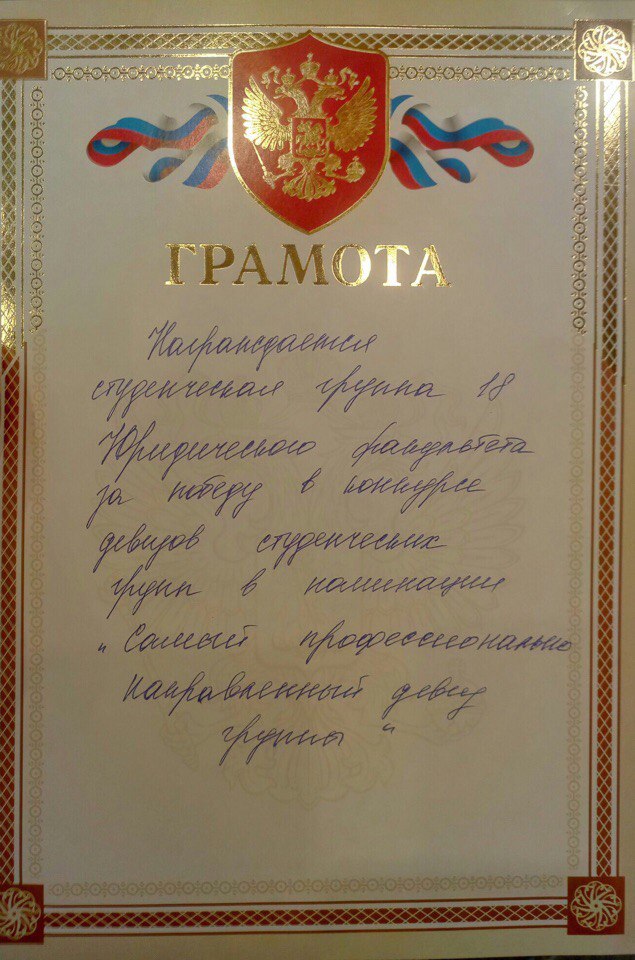 ГРАМОТА
Награждается
студенческая группа 18
Юридического факультета
за победу в конкурсе
девизов студенческих
групп в номинации
„Самый профессионально
направленный девиз
группы"